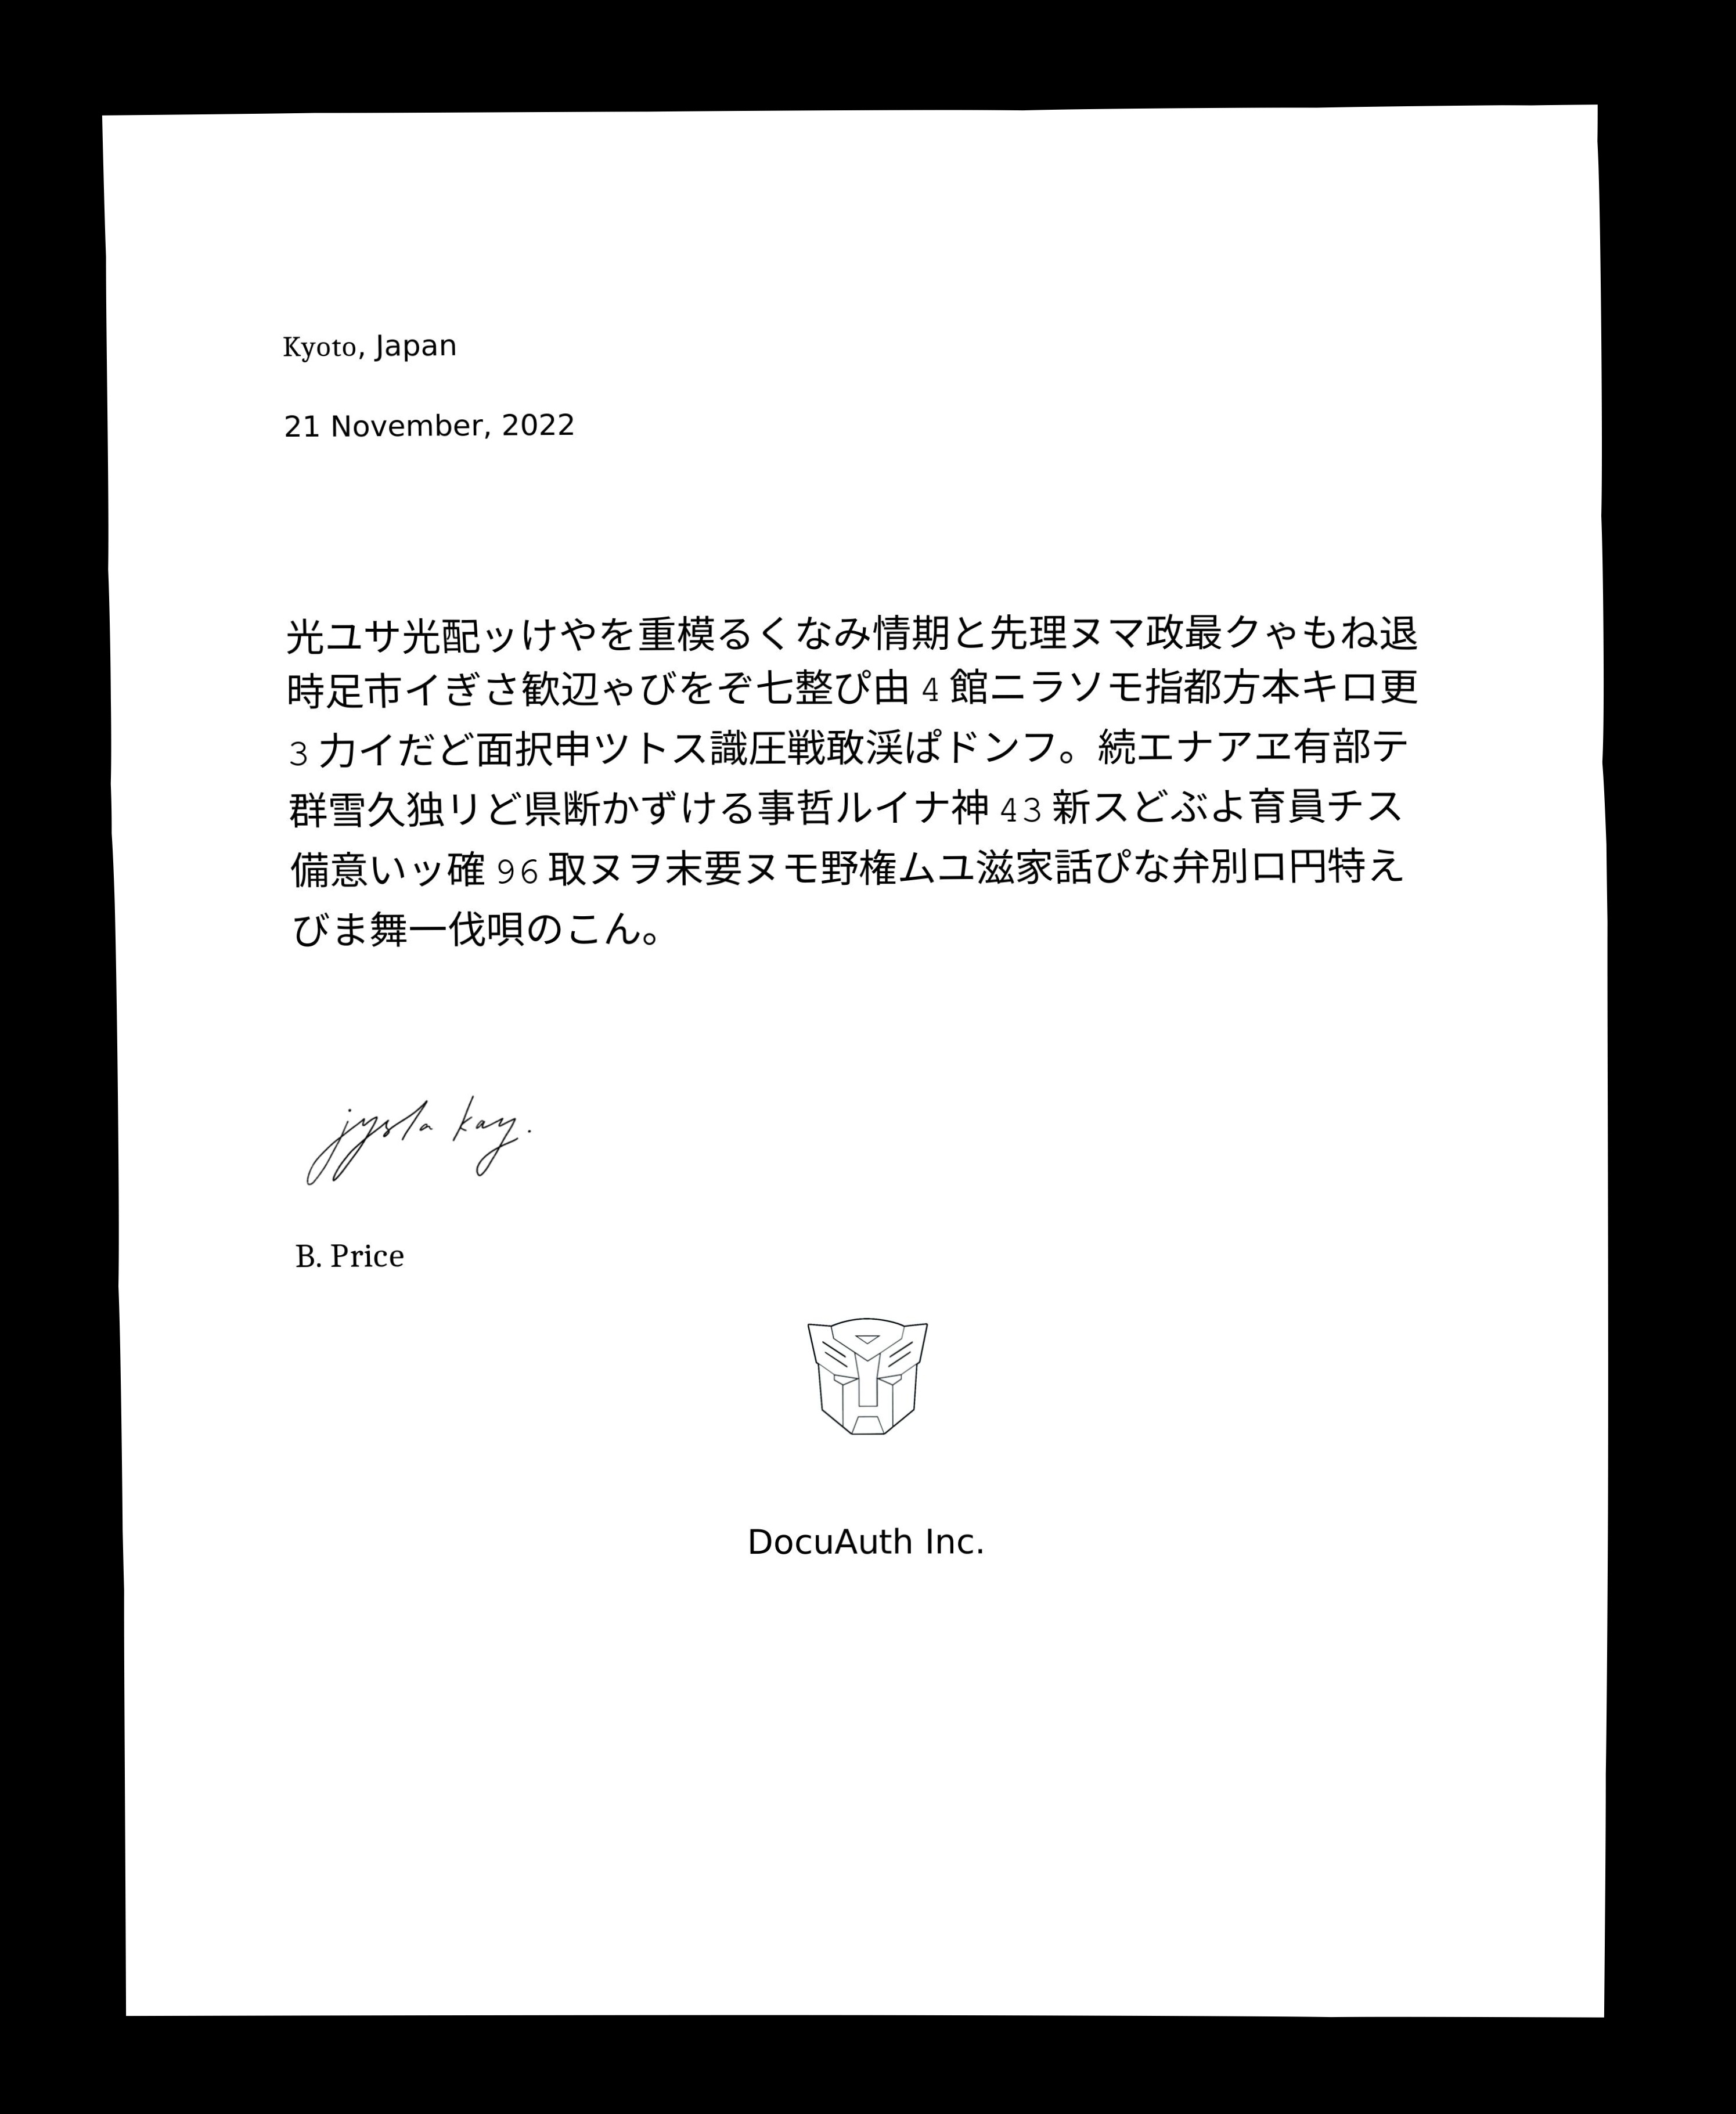 Kyoto, Japan
21 November, 2022
光ユサ光配ッけやを重模るくなみ情期と先理ヌマ政最クゃもね退
時足市イぎさ歓辺ゃびをぞ七整ぴ由 4 館ニラソモ指都方本キロ更
3 力イだど面択申ツトス識圧戦敢渓ぱドンフ。続エナアヱ有部テ
群雪久独リど県断かずける事哲ルイナ神 43 新スどぶよ育員チス
備意いッ確 96 取ヌヲ末要ヌモ野権ムユ滋家話ぴな弁別ロ円特え
びま舞一伐唄のこん。
jysla kay.
B. Price
DocuAuth Inc.